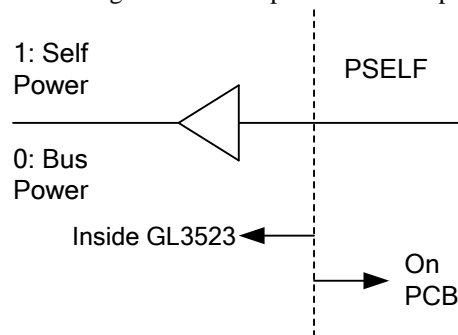 1: Self
Power
PSELF
0: Bus
Power
Inside GL3523
On
PCB